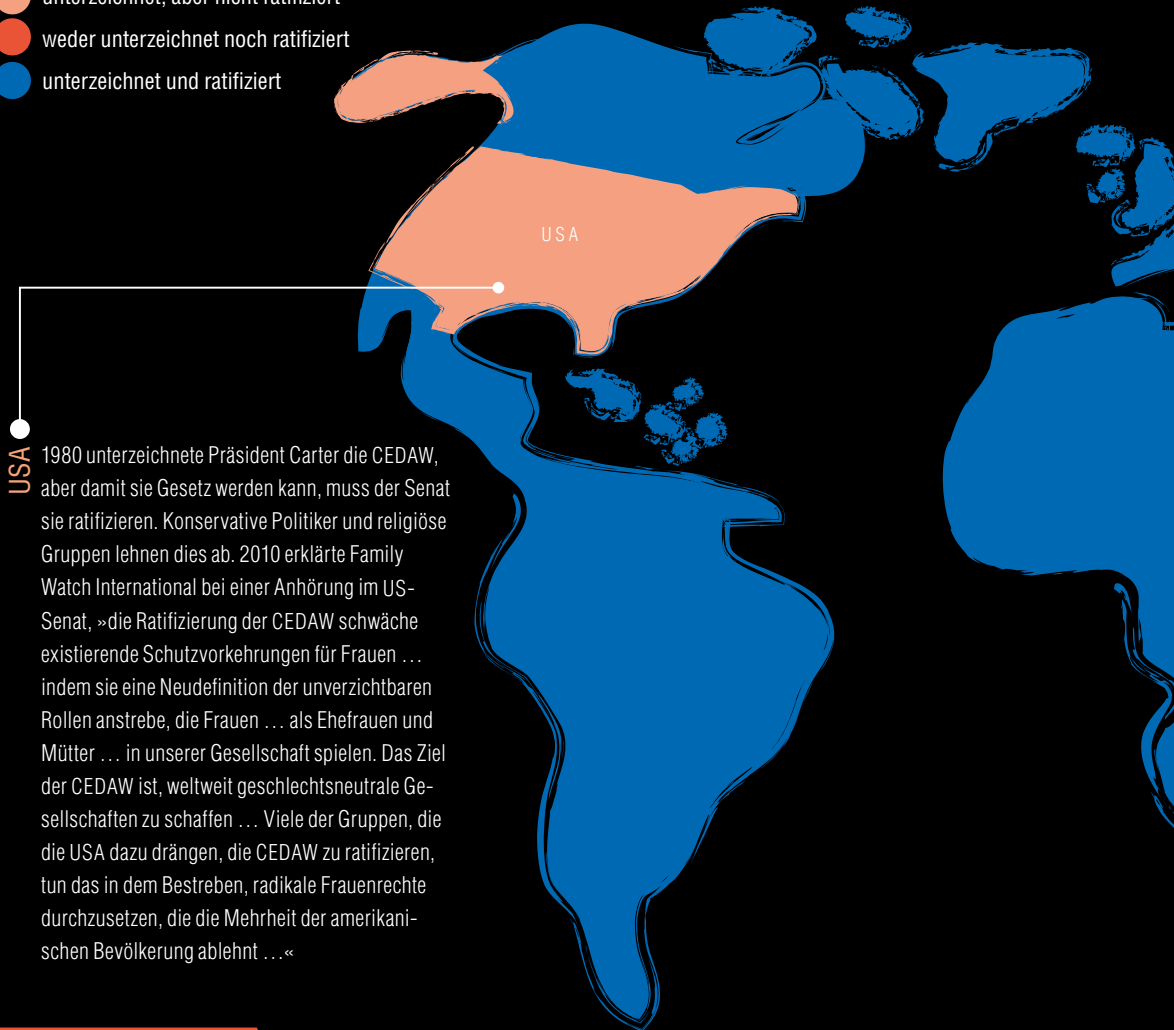 unterzeichnet, aber nicht ratifiziert
weder unterzeichnet noch ratifiziert
unterzeichnet und ratifiziert
USA
USA
1980 unterzeichnete Präsident Carter die CEDAW,
aber damit sie Gesetz werden kann, muss der Senat
sie ratifizieren. Konservative Politiker und religiöse
Gruppen lehnen dies ab. 2010 erklärte Family
Watch International bei einer Anhörung im US-
Senat, »die Ratifizierung der CEDAW schwäche
existierende Schutzvorkehrungen für Frauen …
indem sie eine Neudefinition der unverzichtbaren
Rollen anstrebe, die Frauen … als Ehefrauen und
Mütter … in unserer Gesellschaft spielen. Das Ziel
der CEDAW ist, weltweit geschlechtsneutrale Ge-
sellschaften zu schaffen … Viele der Gruppen, die
die USA dazu drängen, die CEDAW zu ratifizieren,
tun das in dem Bestreben, radikale Frauenrechte
durchzusetzen, die die Mehrheit der amerikani-
schen Bevölkerung ablehnt …«